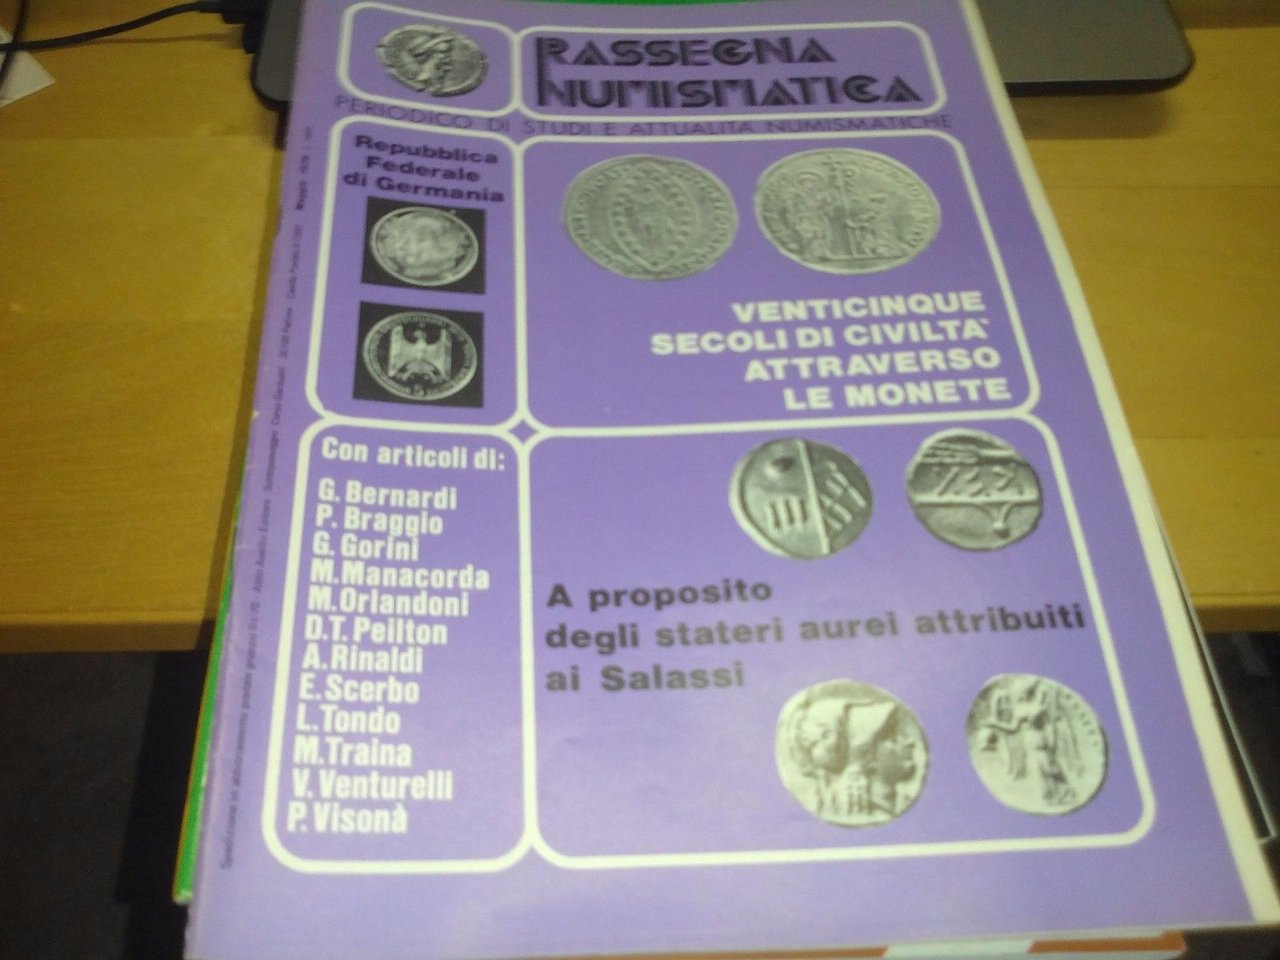 RASSEGNA
NUMISMATICA
PERIODICO DI STUDI E ATTUALITA NUMISMATICHE
Repubblica
Federale
di Germania
VENTICINQUE
SECOLI DI CIVILTA'
ATTRAVERSO
LE MONETE
Con articoli di:
G. Bernardi
P. Braggio
G. Gorini
M. Manacorda
M. Orlandoni
D.T. Peilton
A. Rinaldi
E. Scerbo
L. Tondo
M. Traina
V. Venturelli
P. Visonà
A proposito
degli stateri aurei attribuiti
ai Salassi